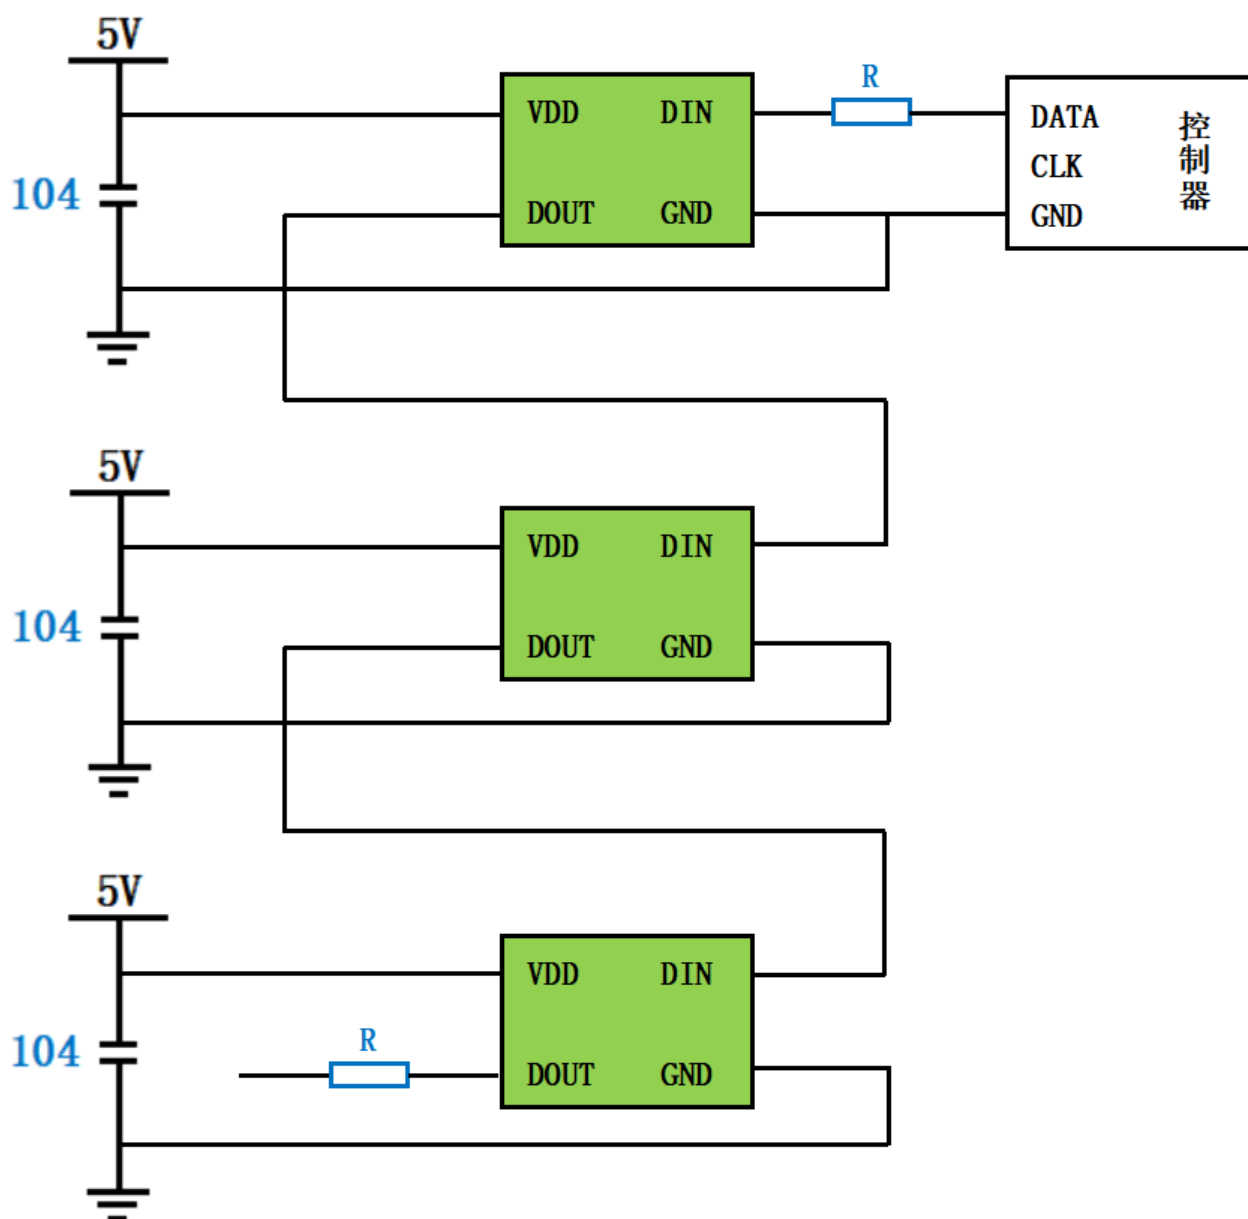 5V
104
VDD DIN
DOUT GND
R
DATA
CLK
GND
控制器
5V
104
VDD DIN
DOUT GND
5V
104
VDD DIN
DOUT GND
R